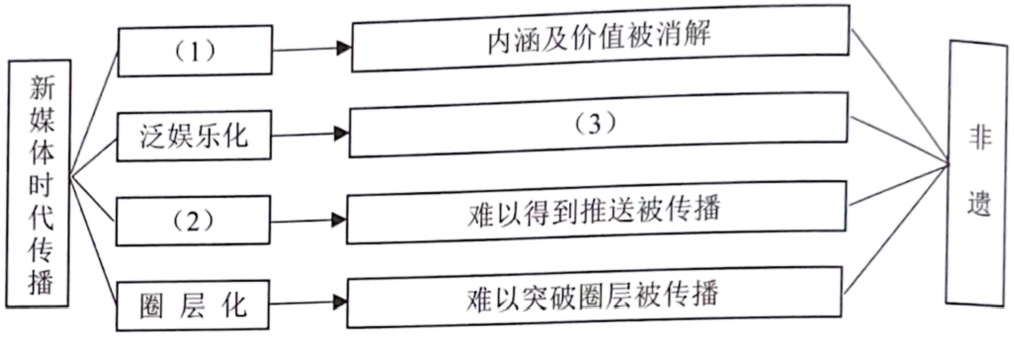 新媒体时代传播
（1）
内涵及价值被消解
泛娱乐化
（3）
（2）
难以得到推送被传播
圈层化
难以突破圈层被传播
非遗